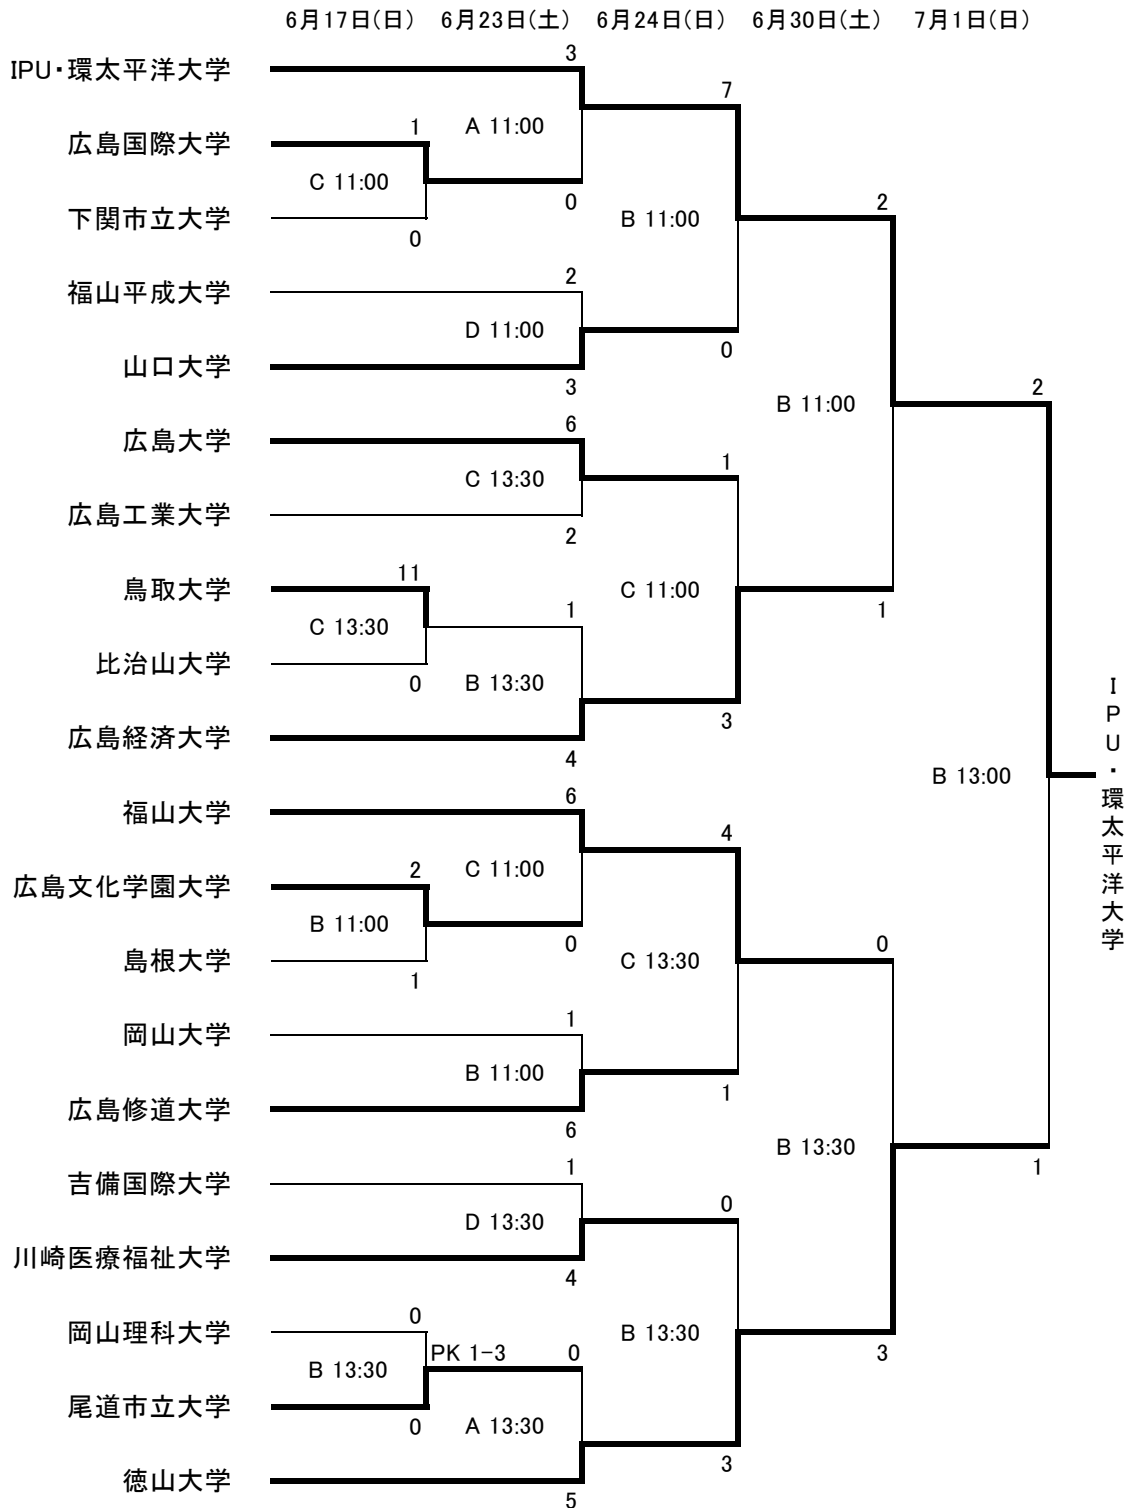 6月17日(日) 6月23日(土) 6月24日(日) 6月30日(土) 7月1日(日)
3
IPU・環太平洋大学
7
A 11:00
1
広島国際大学
C 11:00
0
2
下関市立大学
B 11:00
0
2
福山平成大学
D 11:00
0
山口大学
3
2
B 11:00
6
広島大学
1
C 13:30
広島工業大学
2
11
鳥取大学
C 11:00
1
1
C 13:30
比治山大学
0
B 13:30
3
広島経済大学
4
B 13:00
IPU・環太平洋大学
6
福山大学
4
C 11:00
2
広島文化学園大学
B 11:00
0
0
島根大学
C 13:30
1
1
岡山大学
B 11:00
1
広島修道大学
6
B 13:30
1
1
吉備国際大学
0
D 13:30
川崎医療福祉大学
4
0
岡山理科大学
B 13:30
PK 1-3 0
3
B 13:30
尾道市立大学
0
A 13:30
3
徳山大学
5